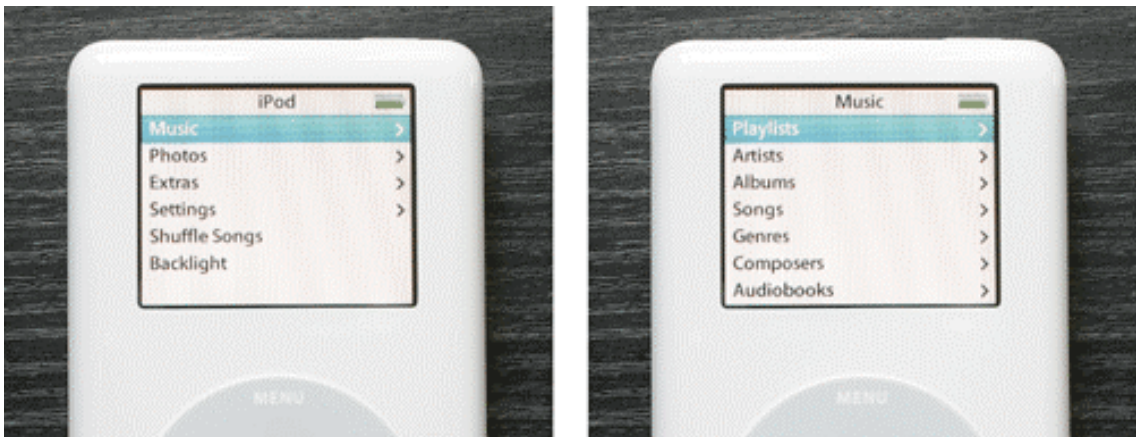 iPod
Music
Photos
Extras
Settings
Shuffle Songs
Backlight
MENU
Music
Playlists
Artists
Albums
Songs
Genres
Composers
Audiobooks
MENU